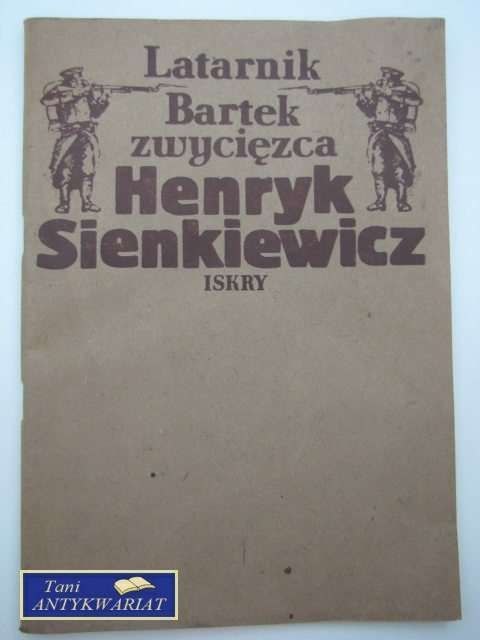 Latarnik
Bartek
zwycięzca
Henryk
Sienkiewicz
ISKRY
Tani
ANTYKWARIAT